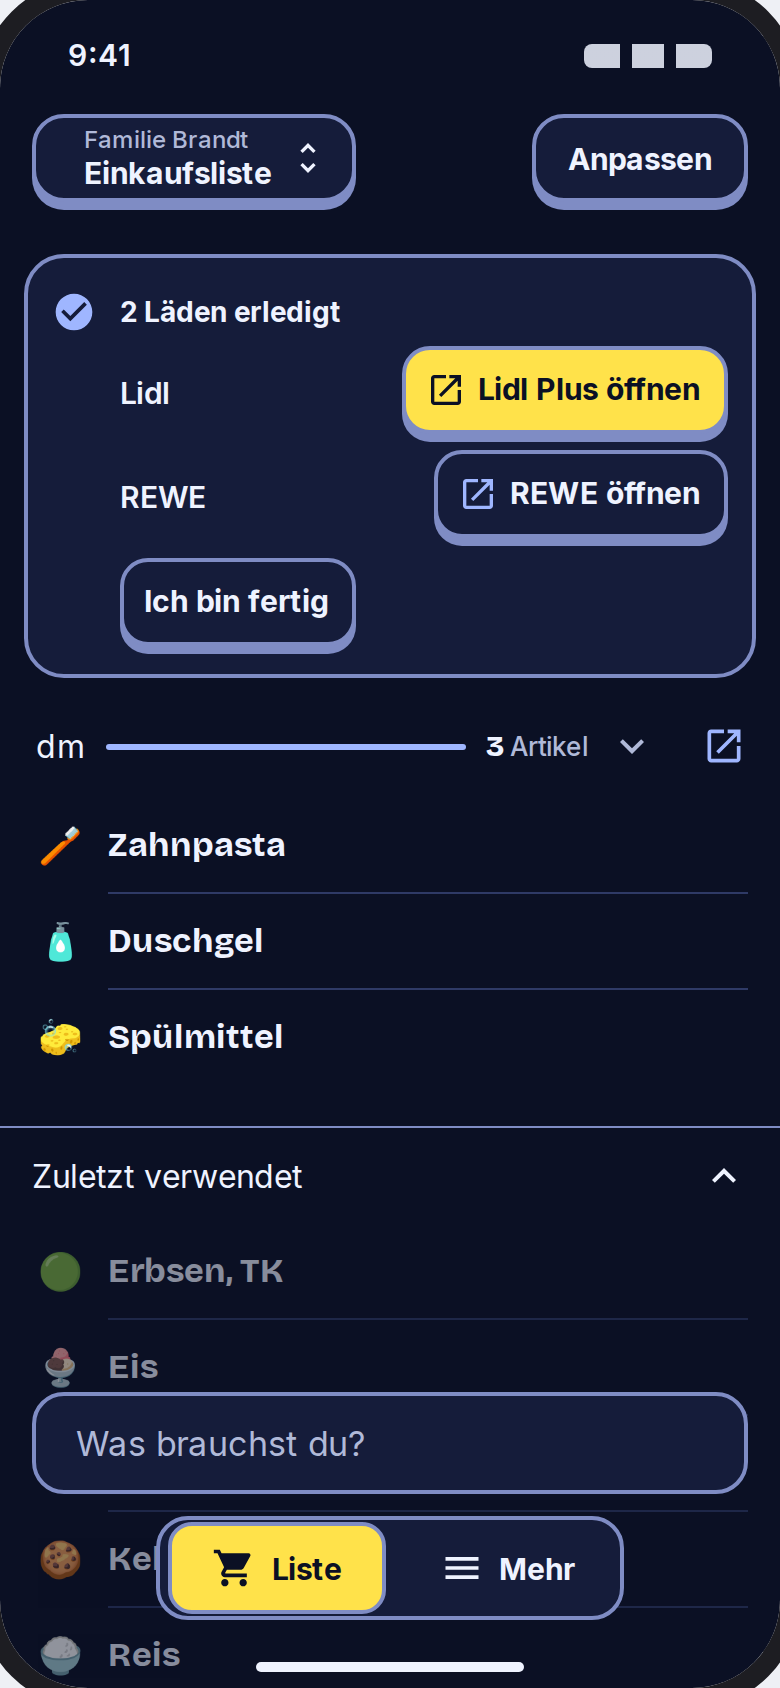 9:41
Familie Brandt
Einkaufsliste
Anpassen
2 Läden erledigt
Lidl
Lidl Plus öffnen
REWE
REWE öffnen
Ich bin fertig
dm
3 Artikel
Zahnpasta
Duschgel
Spülmittel
Zuletzt verwendet
Erbsen, TK
Eis
Was brauchst du?
Liste
Mehr
Reis